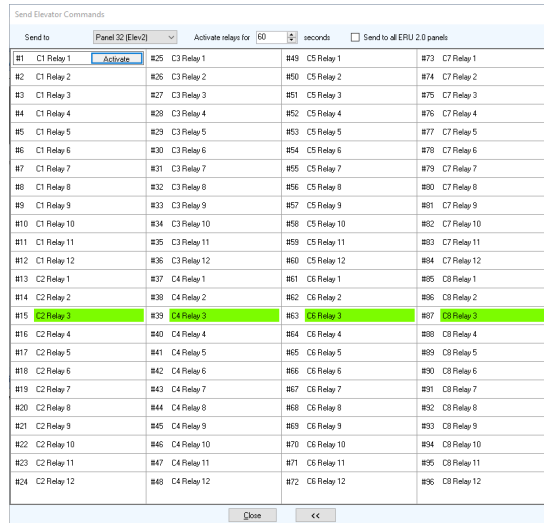 Send Elevator Commands
Send to Panel 32 (Elev2) Activate relays for 60 seconds Send to all ERU 2.0 panels
#1 C1 Relay 1 Activate #25 C3 Relay 1 #49 C5 Relay 1 #73 C7 Relay 1
#2 C1 Relay 2 #26 C3 Relay 2 #50 C5 Relay 2 #74 C7 Relay 2
#3 C1 Relay 3 #27 C3 Relay 3 #51 C5 Relay 3 #75 C7 Relay 3
#4 C1 Relay 4 #28 C3 Relay 4 #52 C5 Relay 4 #76 C7 Relay 4
#5 C1 Relay 5 #29 C3 Relay 5 #53 C5 Relay 5 #77 C7 Relay 5
#6 C1 Relay 6 #30 C3 Relay 6 #54 C5 Relay 6 #78 C7 Relay 6
#7 C1 Relay 7 #31 C3 Relay 7 #55 C5 Relay 7 #79 C7 Relay 7
#8 C1 Relay 8 #32 C3 Relay 8 #56 C5 Relay 8 #80 C7 Relay 8
#9 C1 Relay 9 #33 C3 Relay 9 #57 C5 Relay 9 #81 C7 Relay 9
#10 C1 Relay 10 #34 C3 Relay 10 #58 C5 Relay 10 #82 C7 Relay 10
#11 C1 Relay 11 #35 C3 Relay 11 #59 C5 Relay 11 #83 C7 Relay 11
#12 C1 Relay 12 #36 C3 Relay 12 #60 C5 Relay 12 #84 C7 Relay 12
#13 C2 Relay 1 #37 C4 Relay 1 #61 C6 Relay 1 #85 C8 Relay 1
#14 C2 Relay 2 #38 C4 Relay 2 #62 C6 Relay 2 #86 C8 Relay 2
#15 C2 Relay 3 #39 C4 Relay 3 #63 C6 Relay 3 #87 C8 Relay 3
#16 C2 Relay 4 #40 C4 Relay 4 #64 C6 Relay 4 #88 C8 Relay 4
#17 C2 Relay 5 #41 C4 Relay 5 #65 C6 Relay 5 #89 C8 Relay 5
#18 C2 Relay 6 #42 C4 Relay 6 #66 C6 Relay 6 #90 C8 Relay 6
#19 C2 Relay 7 #43 C4 Relay 7 #67 C6 Relay 7 #91 C8 Relay 7
#20 C2 Relay 8 #44 C4 Relay 8 #68 C6 Relay 8 #92 C8 Relay 8
#21 C2 Relay 9 #45 C4 Relay 9 #69 C6 Relay 9 #93 C8 Relay 9
#22 C2 Relay 10 #46 C4 Relay 10 #70 C6 Relay 10 #94 C8 Relay 10
#23 C2 Relay 11 #47 C4 Relay 11 #71 C6 Relay 11 #95 C8 Relay 11
#24 C2 Relay 12 #48 C4 Relay 12 #72 C6 Relay 12 #96 C8 Relay 12
Close <<